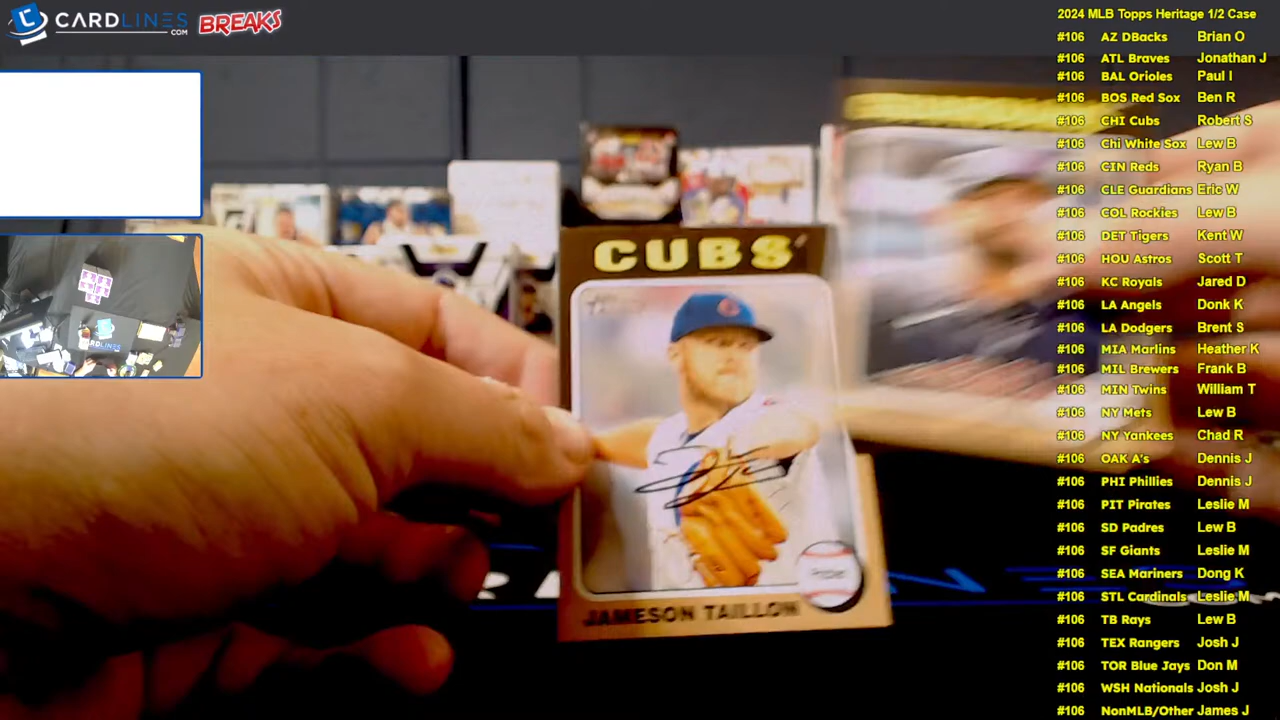 CARDLINES
.COM
BREAKS
2024 MLB Topps Heritage 1/2 Case
#106 AZ DBacks Brian O
#106 ATL Braves Jonathan J
#106 BAL Orioles Paul I
#106 BOS Red Sox Ben R
#106 CHI Cubs Robert S
#106 Chi White Sox Lew B
#106 CIN Reds Ryan B
#106 CLE Guardians Eric W
#106 COL Rockies Lew B
#106 DET Tigers Kent W
#106 HOU Astros Scott T
#106 KC Royals Jared D
#106 LA Angels Donk K
#106 LA Dodgers Brent S
#106 MIA Marlins Heather K
#106 MIL Brewers Frank B
#106 MIN Twins William T
#106 NY Mets Lew B
#106 NY Yankees Chad R
#106 OAK A's Dennis J
#106 PHI Phillies Dennis J
#106 PIT Pirates Leslie M
#106 SD Padres Lew B
#106 SF Giants Leslie M
#106 SEA Mariners Dong K
#106 STL Cardinals Leslie M
#106 TB Rays Lew B
#106 TEX Rangers Josh J
#106 TOR Blue Jays Don M
#106 WSH Nationals Josh J
#106 NonMLB/Other James J
CUBS
JAMESON TAILLON